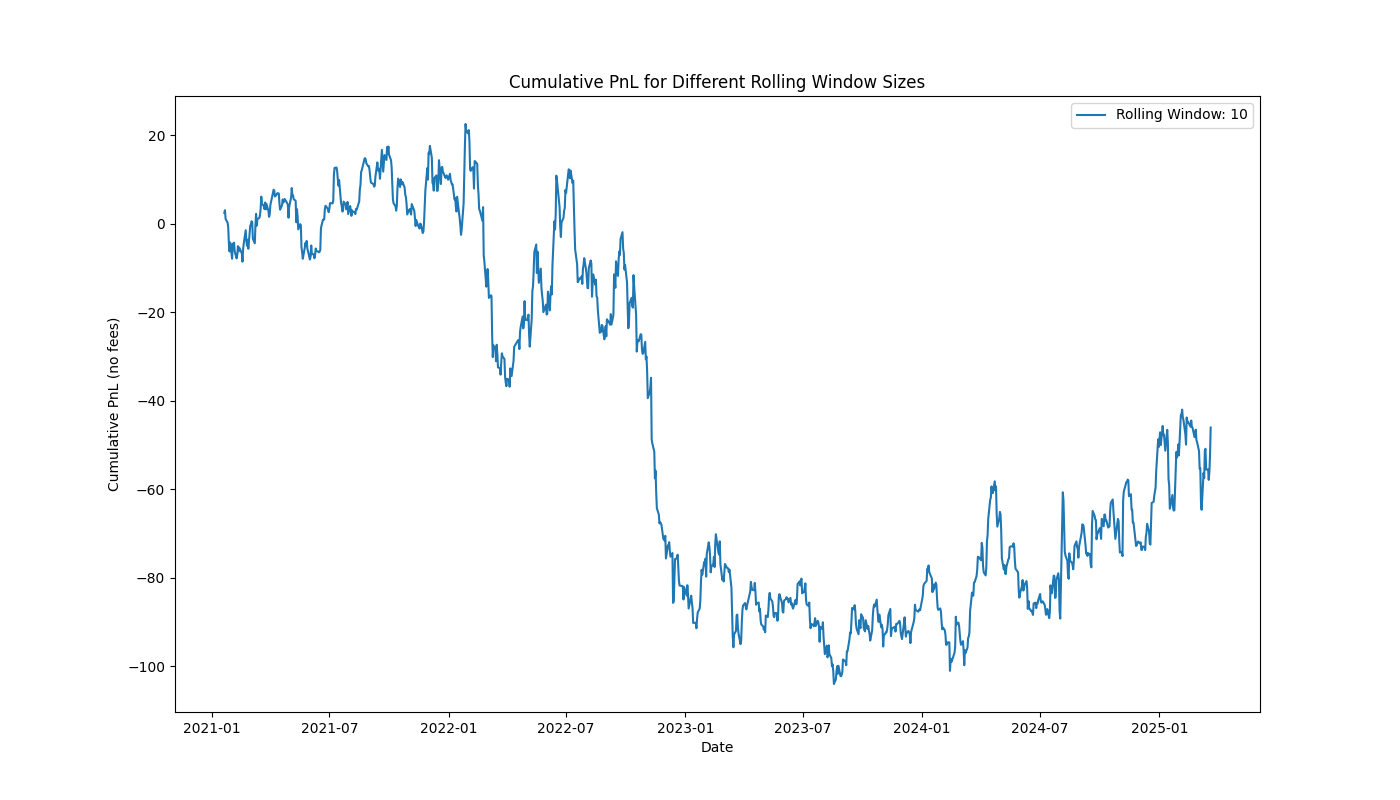 Cumulative PnL for Different Rolling Window Sizes
Rolling Window: 10
Cumulative PnL (no fees)
20
0
−20
−40
−60
−80
−100
2021-01 2021-07 2022-01 2022-07 2023-01 2023-07 2024-01 2024-07 2025-01
Date